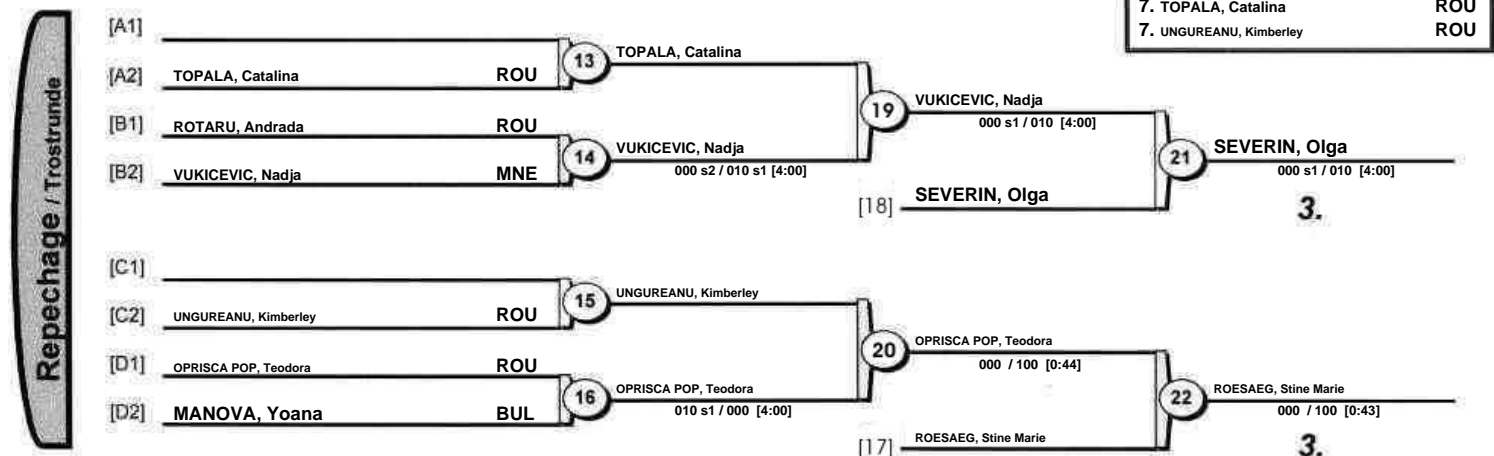 7. TOPALA, Catalina ROU
7. UNGUREANU, Kimberley ROU
Repechage / Trostrunde
[A1]
[A2] TOPALA, Catalina ROU
13 TOPALA, Catalina
[B1] ROTARU, Andrada ROU
[B2] VUKICEVIC, Nadja MNE
14 VUKICEVIC, Nadja
000 s2 / 010 s1 [4:00]
19 VUKICEVIC, Nadja
000 s1 / 010 [4:00]
[18] SEVERIN, Olga
21 SEVERIN, Olga
000 s1 / 010 [4:00]
3.
[C1]
[C2] UNGUREANU, Kimberley ROU
15 UNGUREANU, Kimberley
[D1] OPRISCA POP, Teodora ROU
[D2] MANOVA, Yoana BUL
16 OPRISCA POP, Teodora
010 s1 / 000 [4:00]
20 OPRISCA POP, Teodora
000 / 100 [0:44]
[17] ROESAEG, Stine Marie
22 ROESAEG, Stine Marie
000 / 100 [0:43]
3.